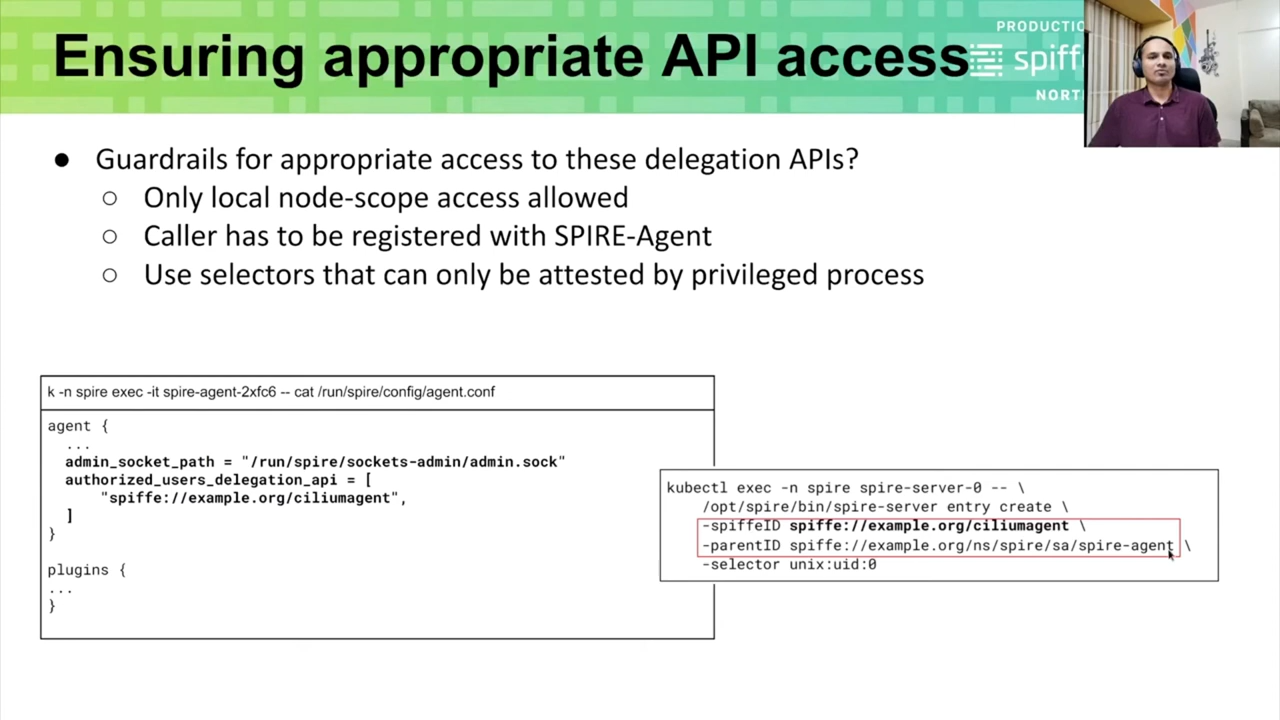 Ensuring appropriate API access
PRODUCTIO
spiff
NORT
● Guardrails for appropriate access to these delegation APIs?
○ Only local node-scope access allowed
○ Caller has to be registered with SPIRE-Agent
○ Use selectors that can only be attested by privileged process
k -n spire exec -it spire-agent-2xfc6 -- cat /run/spire/config/agent.conf
agent {
...
admin_socket_path = "/run/spire/sockets-admin/admin.sock"
authorized_users_delegation_api = [
"spiffe://example.org/ciliumagent",
]
}
plugins {
...
}
kubectl exec -n spire spire-server-0 -- \
/opt/spire/bin/spire-server entry create \
-spiffeID spiffe://example.org/ciliumagent \
-parentID spiffe://example.org/ns/spire/sa/spire-agent \
-selector unix:uid:0